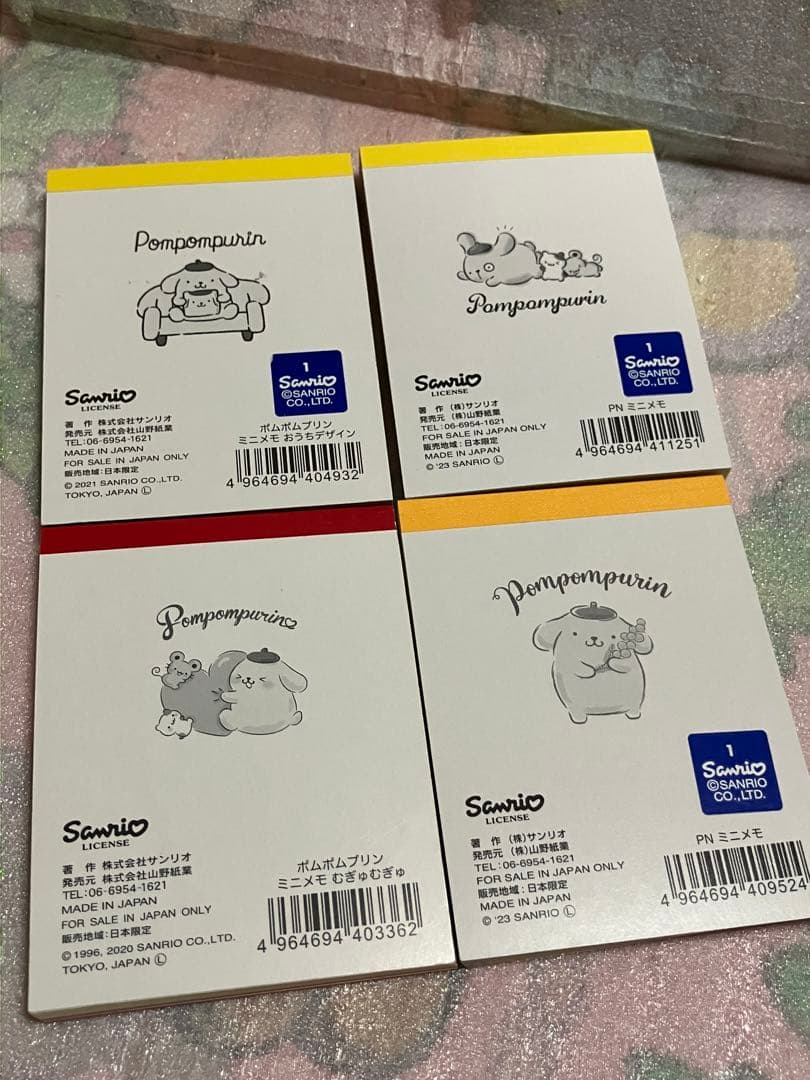 Pompompurin
Sanrio
LICENSE
著 作 株式会社サンリオ
発売元 株式会社山野紙業
TEL:06-6954-1621
MADE IN JAPAN
FOR SALE IN JAPAN ONLY
販売地域:日本限定
© 2021 SANRIO CO.,LTD.
TOKYO, JAPAN Ⓛ
1
Sanrio
©SANRIO
CO.,LTD.
ポムポムプリン
ミニメモ おうちデザイン
4 964694 404932
Pompompurin
Sanrio
LICENSE
著 作 (株)サンリオ
発売元 (株)山野紙業
TEL:06-6954-1621
FOR SALE IN JAPAN ONLY
販売地域:日本限定
MADE IN JAPAN
© '23 SANRIO Ⓛ
1
Sanrio
©SANRIO
CO.,LTD.
PN ミニメモ
4 964694 411251
Pompompurin
Sanrio
LICENSE
著 作 株式会社サンリオ
発売元 株式会社山野紙業
TEL:06-6954-1621
MADE IN JAPAN
FOR SALE IN JAPAN ONLY
販売地域:日本限定
©1996, 2020 SANRIO CO.,LTD.
TOKYO, JAPAN Ⓛ
ポムポムプリン
ミニメモ むぎゅむぎゅ
4 964694 403362
Pompompurin
Sanrio
LICENSE
著 作 (株)サンリオ
発売元 (株)山野紙業
TEL:06-6954-1621
FOR SALE IN JAPAN ONLY
販売地域:日本限定
MADE IN JAPAN
© '23 SANRIO Ⓛ
1
Sanrio
©SANRIO
CO.,LTD.
PN ミニメモ
4 964694 409524